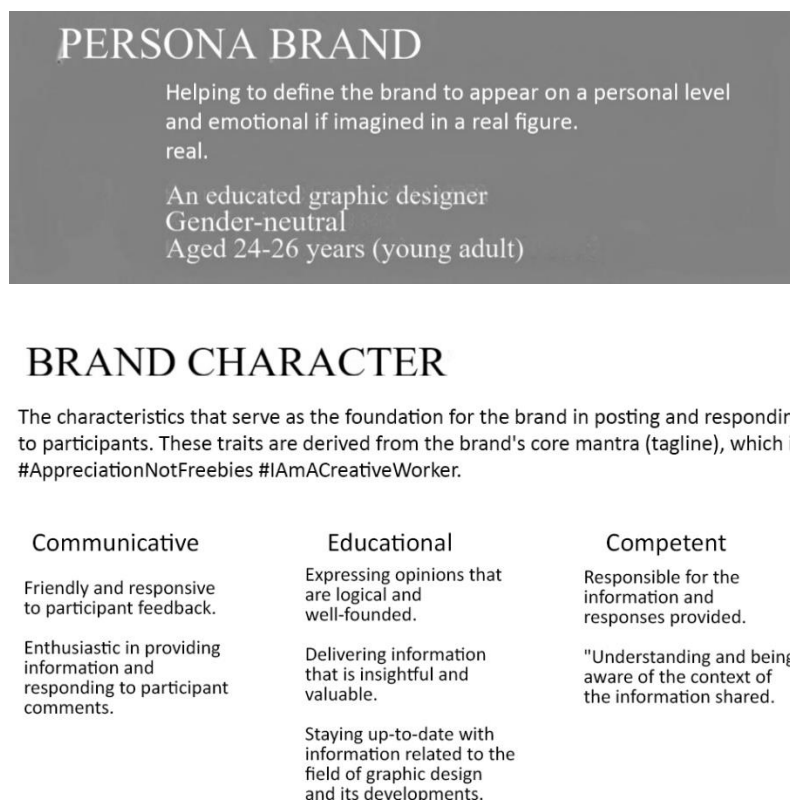 PERSONA BRAND
Helping to define the brand to appear on a personal level
and emotional if imagined in a real figure.
real.
An educated graphic designer
Gender-neutral
Aged 24-26 years (young adult)
BRAND CHARACTER
The characteristics that serve as the foundation for the brand in posting and respondin
to participants. These traits are derived from the brand's core mantra (tagline), which i
#AppreciationNotFreebies #IAmACreativeWorker.
Communicative
Friendly and responsive
to participant feedback.
Enthusiastic in providing
information and
responding to participant
comments.
Educational
Expressing opinions that
are logical and
well-founded.
Delivering information
that is insightful and
valuable.
Staying up-to-date with
information related to the
field of graphic design
and its developments.
Competent
Responsible for the
information and
responses provided.
"Understanding and being
aware of the context of
the information shared.